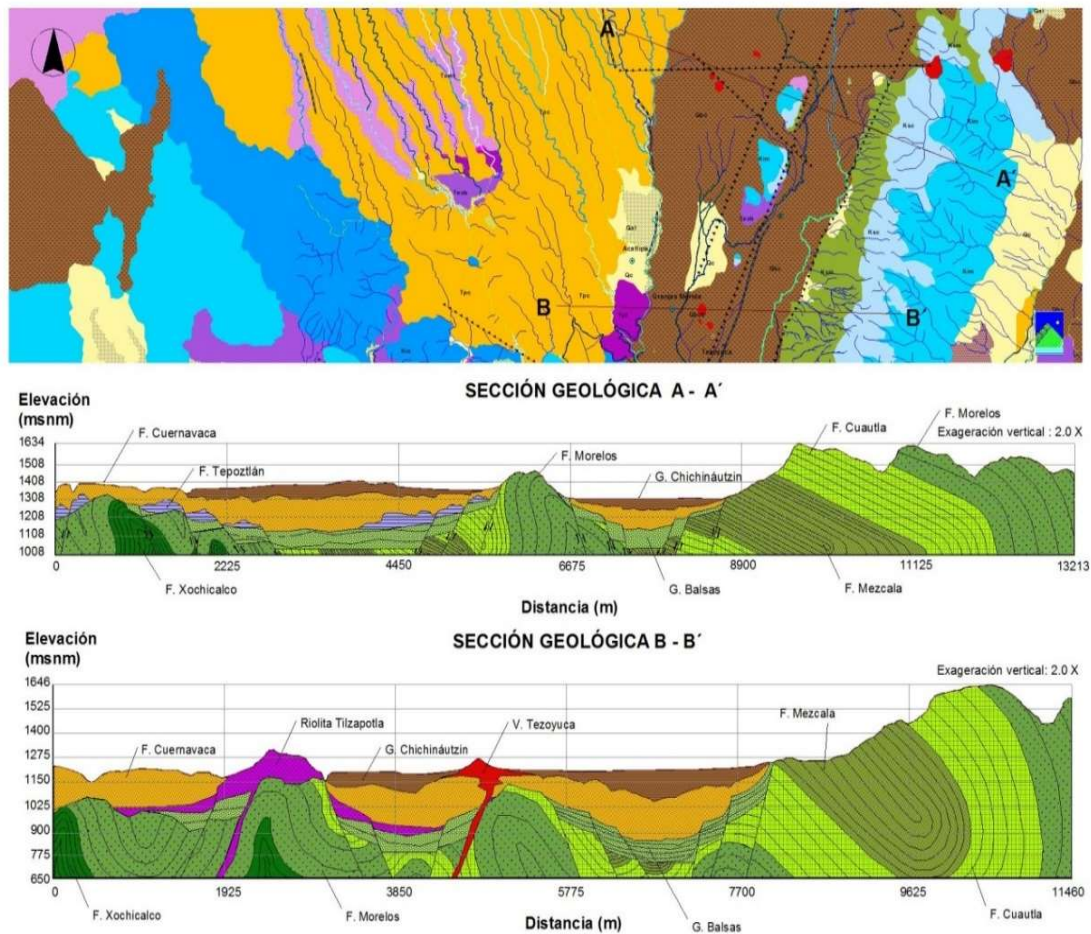 A
A´
B
B´
SECCIÓN GEOLÓGICA A - A´
Elevación
(msnm)
F. Cuernavaca
F. Tepoztlán
F. Morelos
G. Chichináutzin
F. Cuautla
F. Morelos
Exageración vertical : 2.0 X
1634
1508
1408
1308
1208
1108
1008
0
2225
4450
6675
8900
11125
13213
F. Xochicalco
G. Balsas
F. Mezcala
Distancia (m)
SECCIÓN GEOLÓGICA B - B´
Elevación
(msnm)
Exageración vertical: 2.0 X
F. Cuernavaca
Riolita Tilzapotla
G. Chichináutzin
V. Tezoyuca
F. Mezcala
1646
1525
1400
1275
1150
1025
900
775
650
0
1925
3850
5775
7700
9625
11460
F. Xochicalco
F. Morelos
G. Balsas
F. Cuautla
Distancia (m)